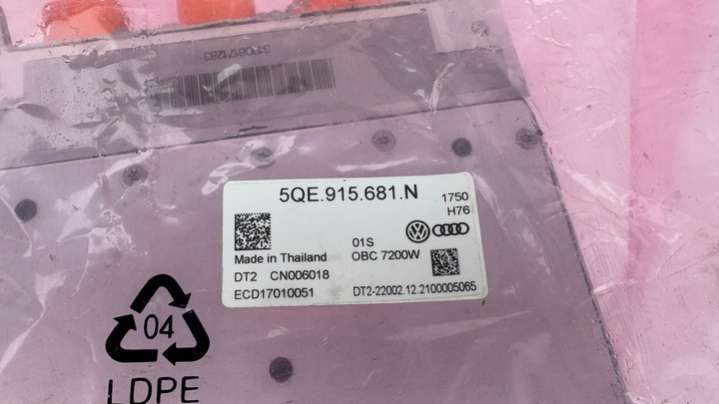 5QE.915.681.N
1750
H76
01S
Made in Thailand
OBC 7200W
DT2 CN006018
ECD17010051
DT2-22002.12.2100005065
04
LDPE